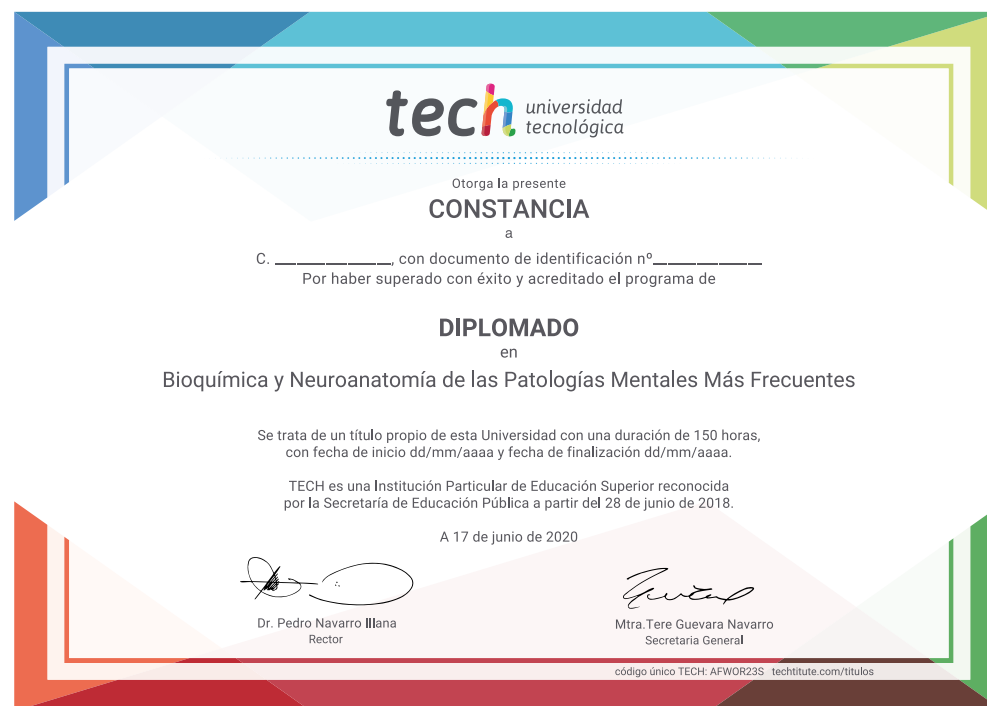 tech universidad
tecnológica
Otorga la presente
CONSTANCIA
a
C. ________________, con documento de identificación nº_______________
Por haber superado con éxito y acreditado el programa de
DIPLOMADO
en
Bioquímica y Neuroanatomía de las Patologías Mentales Más Frecuentes
Se trata de un título propio de esta Universidad con una duración de 150 horas,
con fecha de inicio dd/mm/aaaa y fecha de finalización dd/mm/aaaa.
TECH es una Institución Particular de Educación Superior reconocida
por la Secretaría de Educación Pública a partir del 28 de junio de 2018.
A 17 de junio de 2020
Dr. Pedro Navarro Illana
Rector
Mtra.Tere Guevara Navarro
Secretaria General
código único TECH: AFWOR23S techtitute.com/titulos